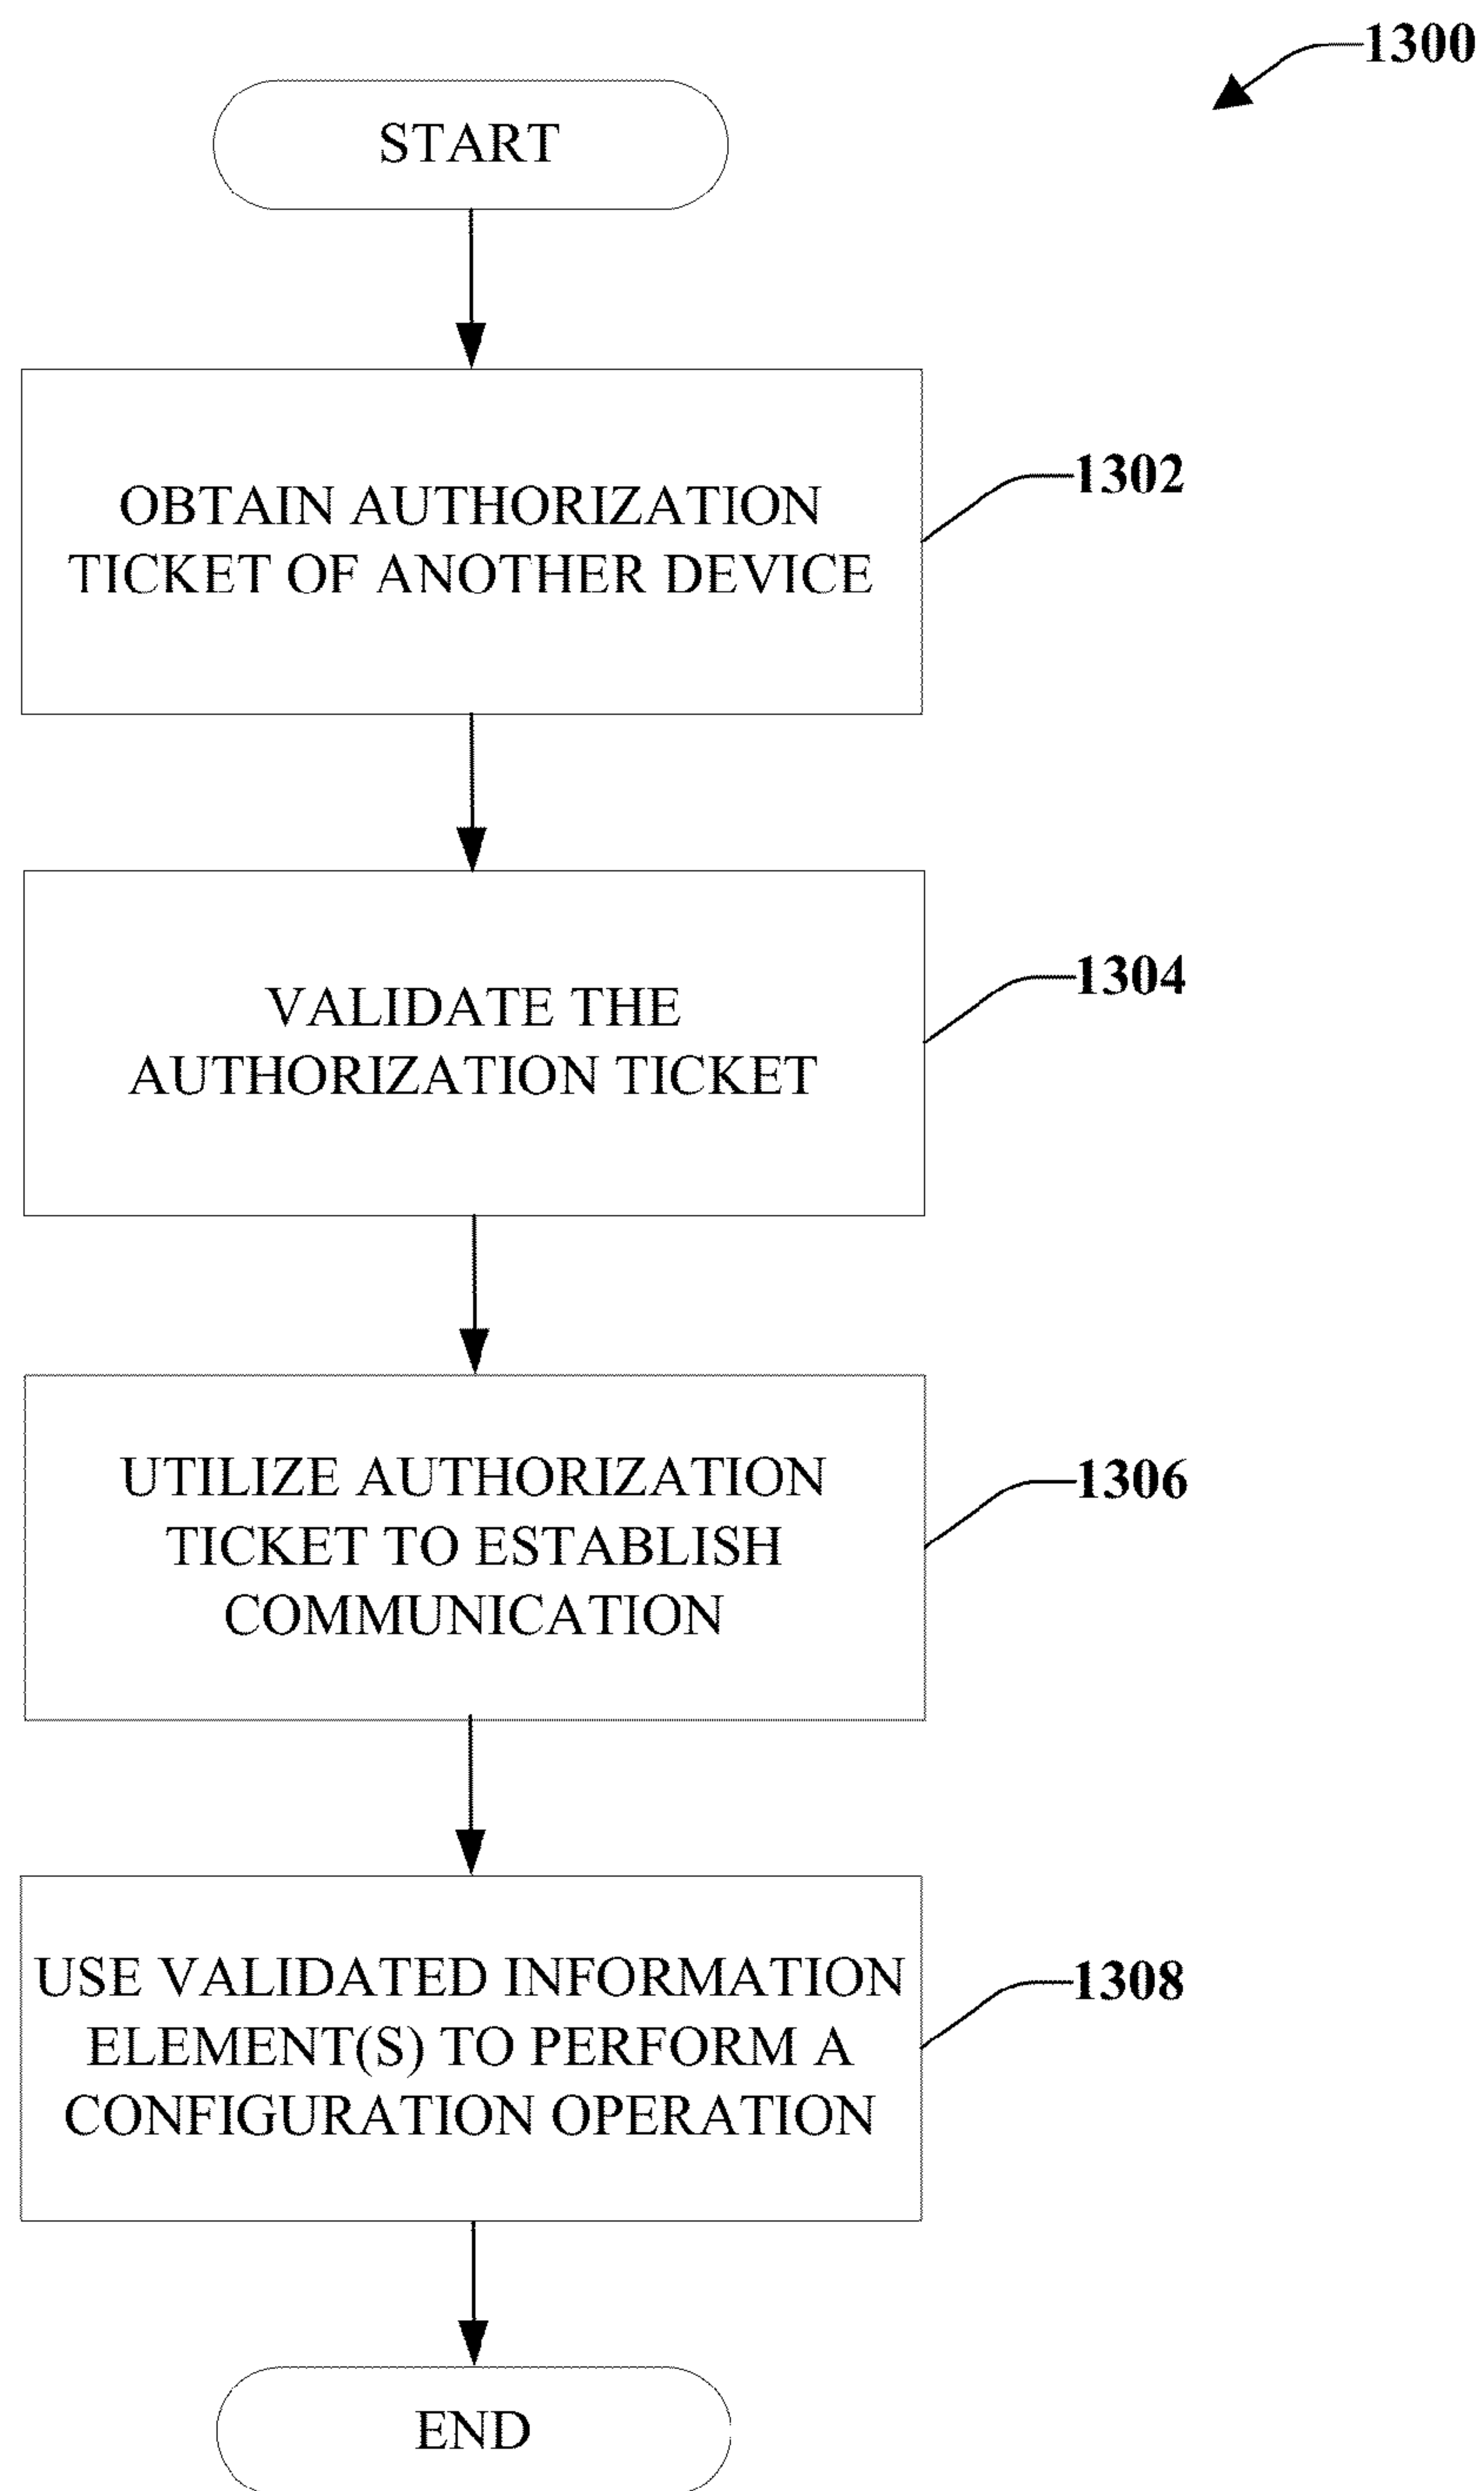 1300
START
OBTAIN AUTHORIZATION
TICKET OF ANOTHER DEVICE
1302
VALIDATE THE
AUTHORIZATION TICKET
1304
UTILIZE AUTHORIZATION
TICKET TO ESTABLISH
COMMUNICATION
1306
USE VALIDATED INFORMATION
ELEMENT(S) TO PERFORM A
CONFIGURATION OPERATION
1308
END